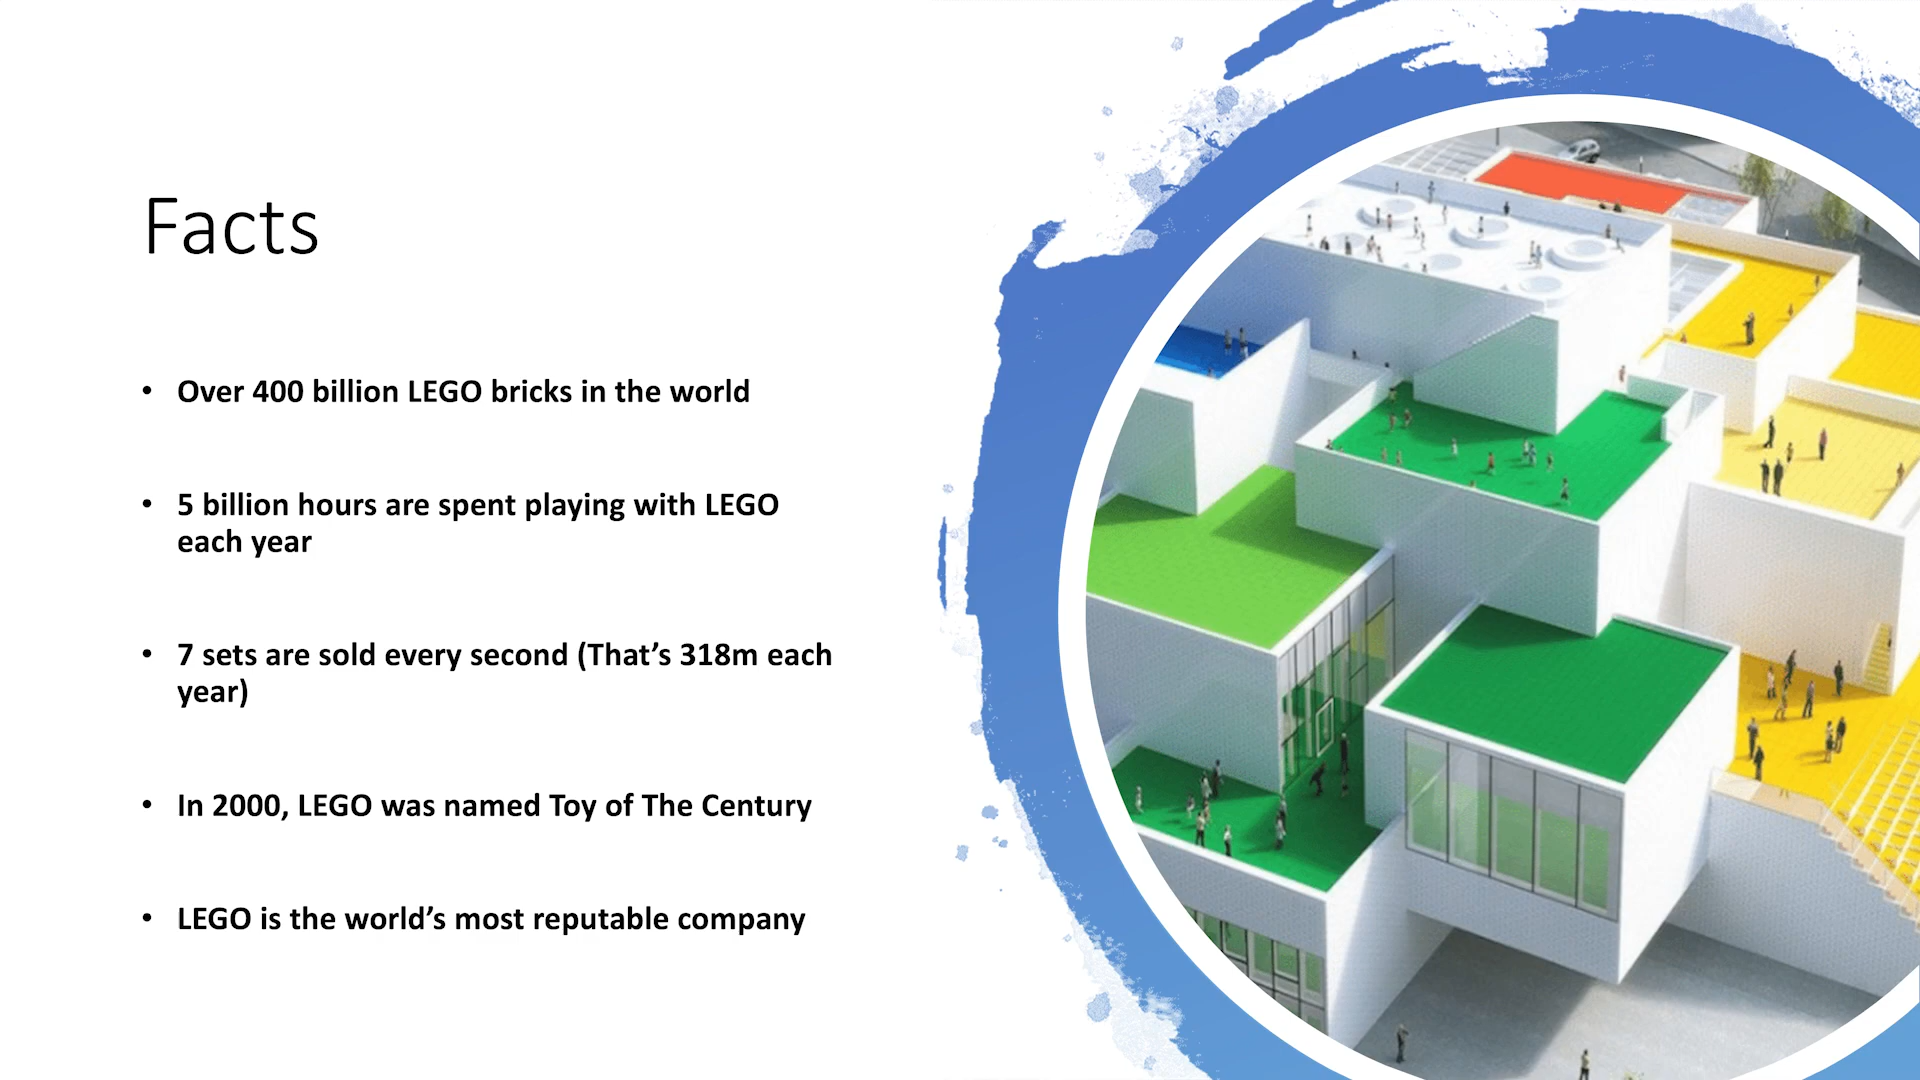 Facts
• Over 400 billion LEGO bricks in the world
• 5 billion hours are spent playing with LEGO
each year
• 7 sets are sold every second (That’s 318m each
year)
• In 2000, LEGO was named Toy of The Century
• LEGO is the world’s most reputable company